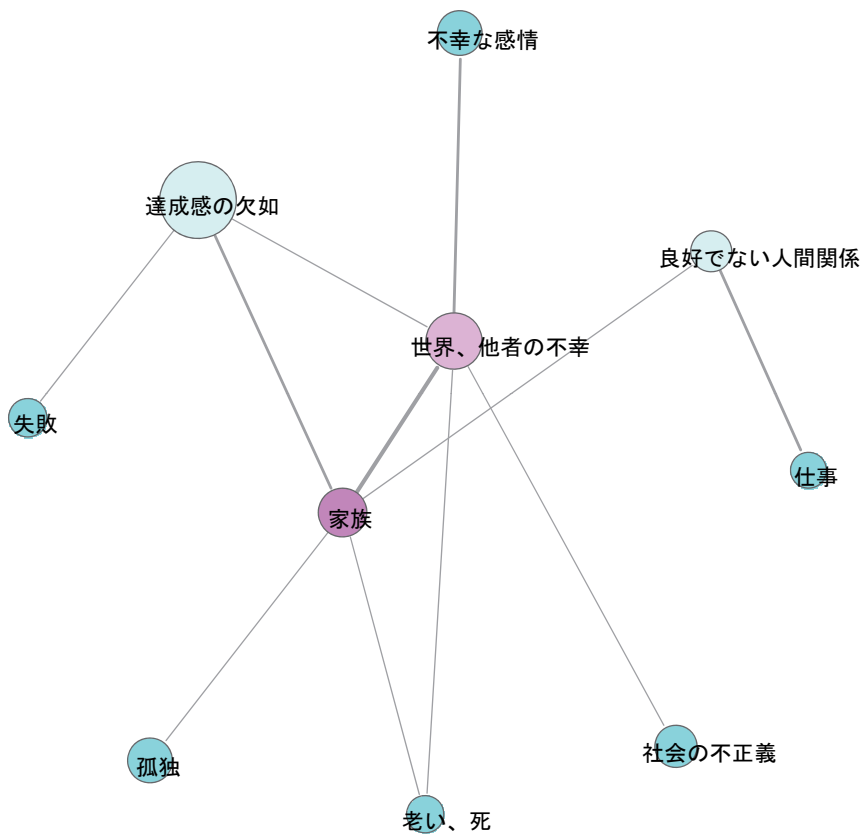 不幸な感情
達成感の欠如
良好でない人間関係
世界、他者の不幸
失敗
仕事
家族
孤独
社会の不正義
老い、死